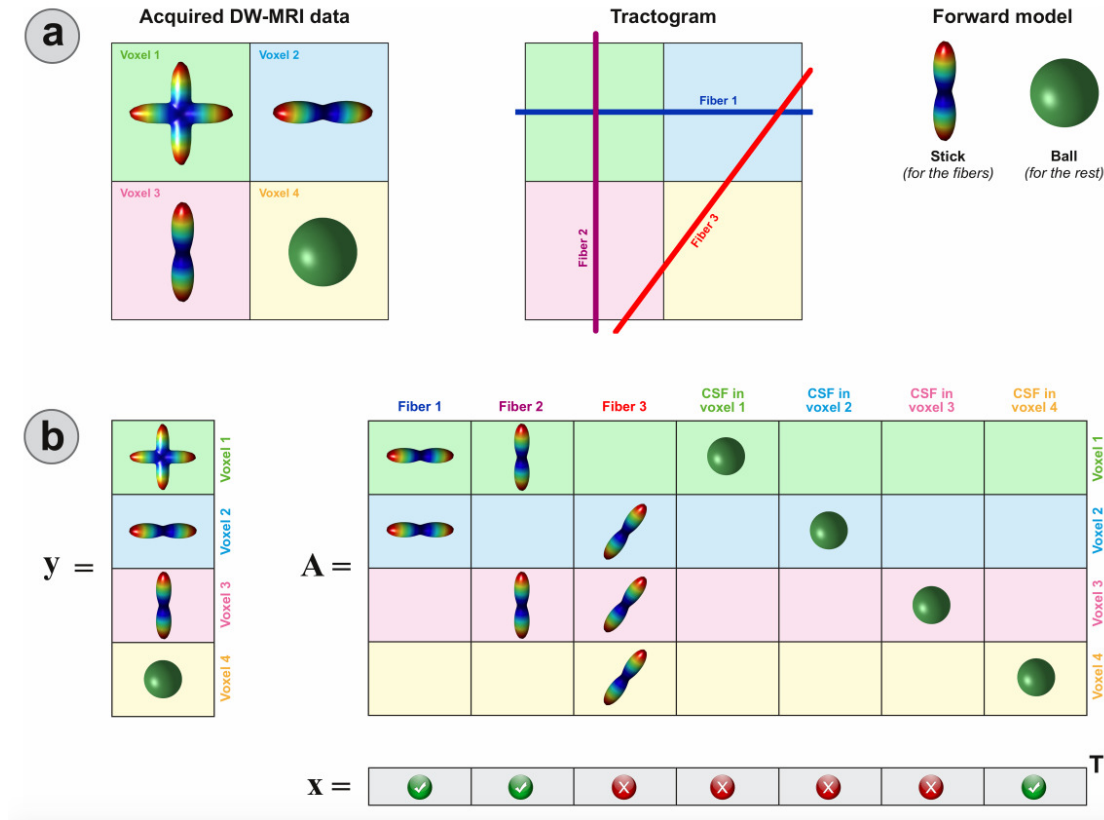 a
Acquired DW-MRI data
Tractogram
Forward model
Voxel 1
Voxel 2
Voxel 3
Voxel 4
Fiber 1
Fiber 2
Fiber 3
Stick
(for the fibers)
Ball
(for the rest)
b
y =
Voxel 1
Voxel 2
Voxel 3
Voxel 4
A =
Fiber 1
Fiber 2
Fiber 3
CSF in
voxel 1
CSF in
voxel 2
CSF in
voxel 3
CSF in
voxel 4
Voxel 1
Voxel 2
Voxel 3
Voxel 4
x =
T